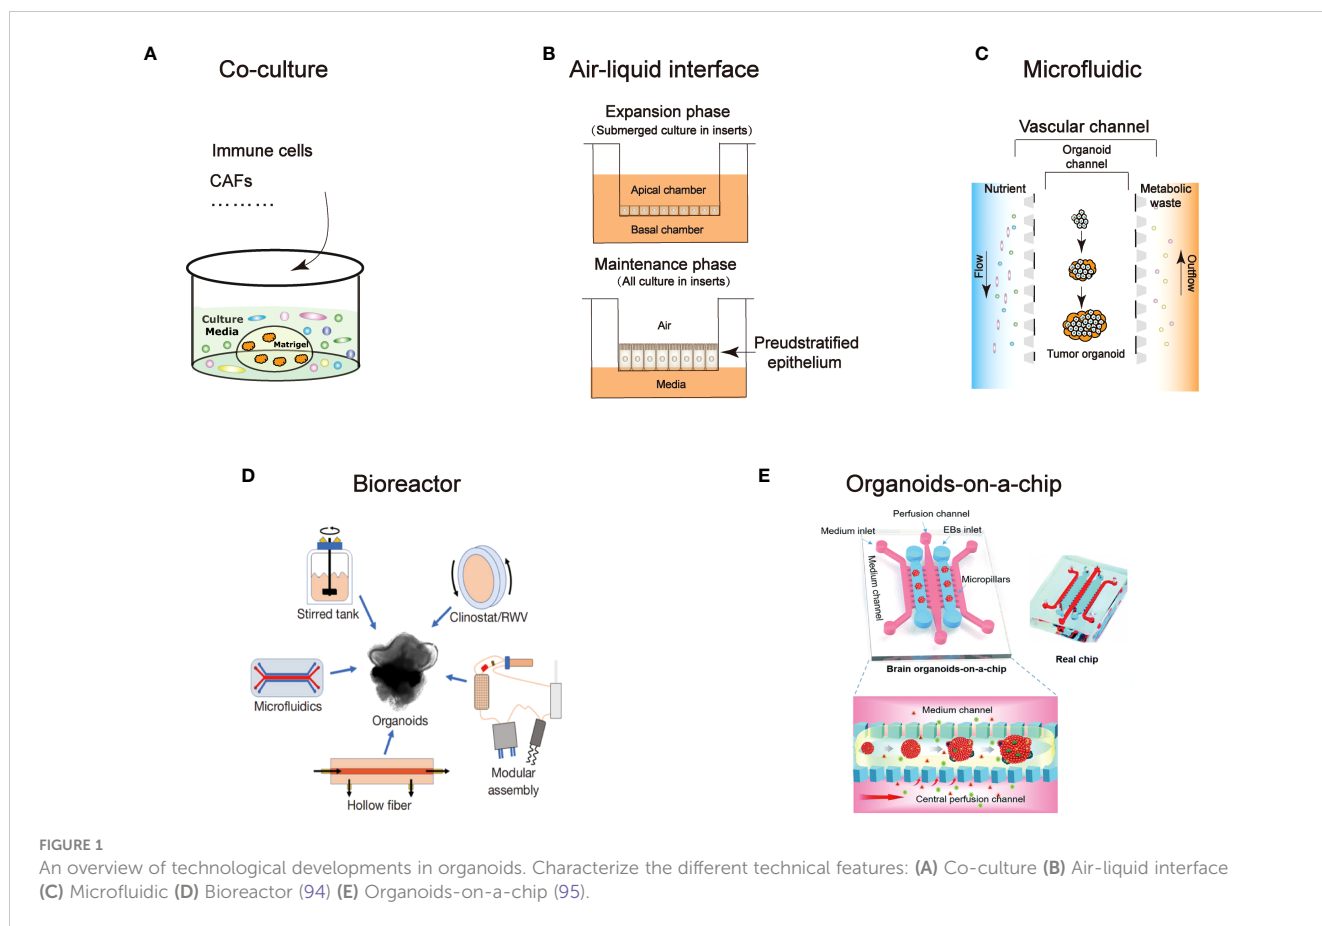 A
Co-culture
Immune cells
CAFs
………
Culture
Media
Matrigel
B
Air-liquid interface
Expansion phase
(Submerged culture in inserts)
Apical chamber
Basal chamber
Maintenance phase
(All culture in inserts)
Air
Preudstratified
epithelium
Media
C
Microfluidic
Vascular channel
Organoid
channel
Nutrient
Metabolic
waste
Flow
Outflow
Tumor organoid
D
Bioreactor
Stirred tank
Clinostat/RWV
Microfluidics
Organoids
Modular
assembly
Hollow fiber
E
Organoids-on-a-chip
Perfusion channel
Medium inlet
EBs inlet
Medium channel
Micropillars
Brain organoids-on-a-chip
Real chip
Medium channel
Central perfusion channel
FIGURE 1
An overview of technological developments in organoids. Characterize the different technical features: (A) Co-culture (B) Air-liquid interface
(C) Microfluidic (D) Bioreactor (94) (E) Organoids-on-a-chip (95).